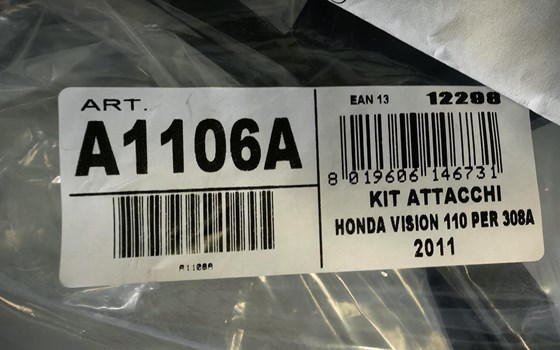 ART.
A1106A
A1106A
EAN 13 12298
8 019606 146731
KIT ATTACCHI
HONDA VISION 110 PER 308A
2011